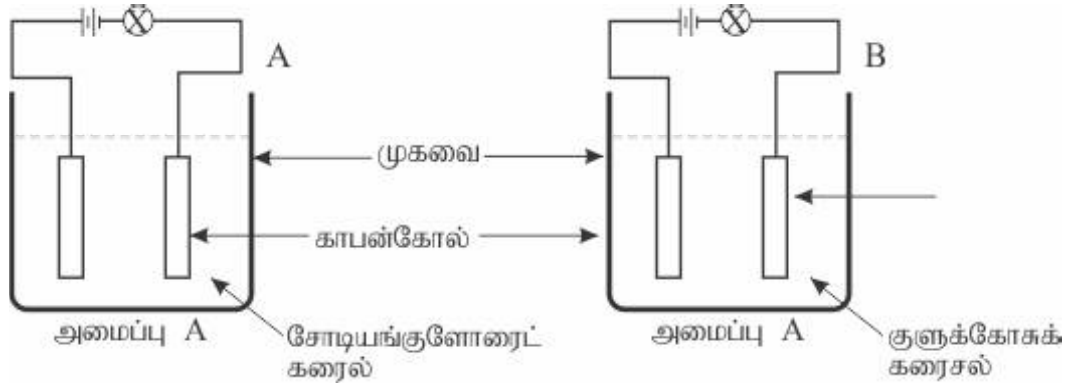 A
B
முகவை
காபன்கோல்
அமைப்பு A
சோடியங்குளோரைட்
கரைல்
அமைப்பு A
குளுக்கோசுக்
கரைசல்